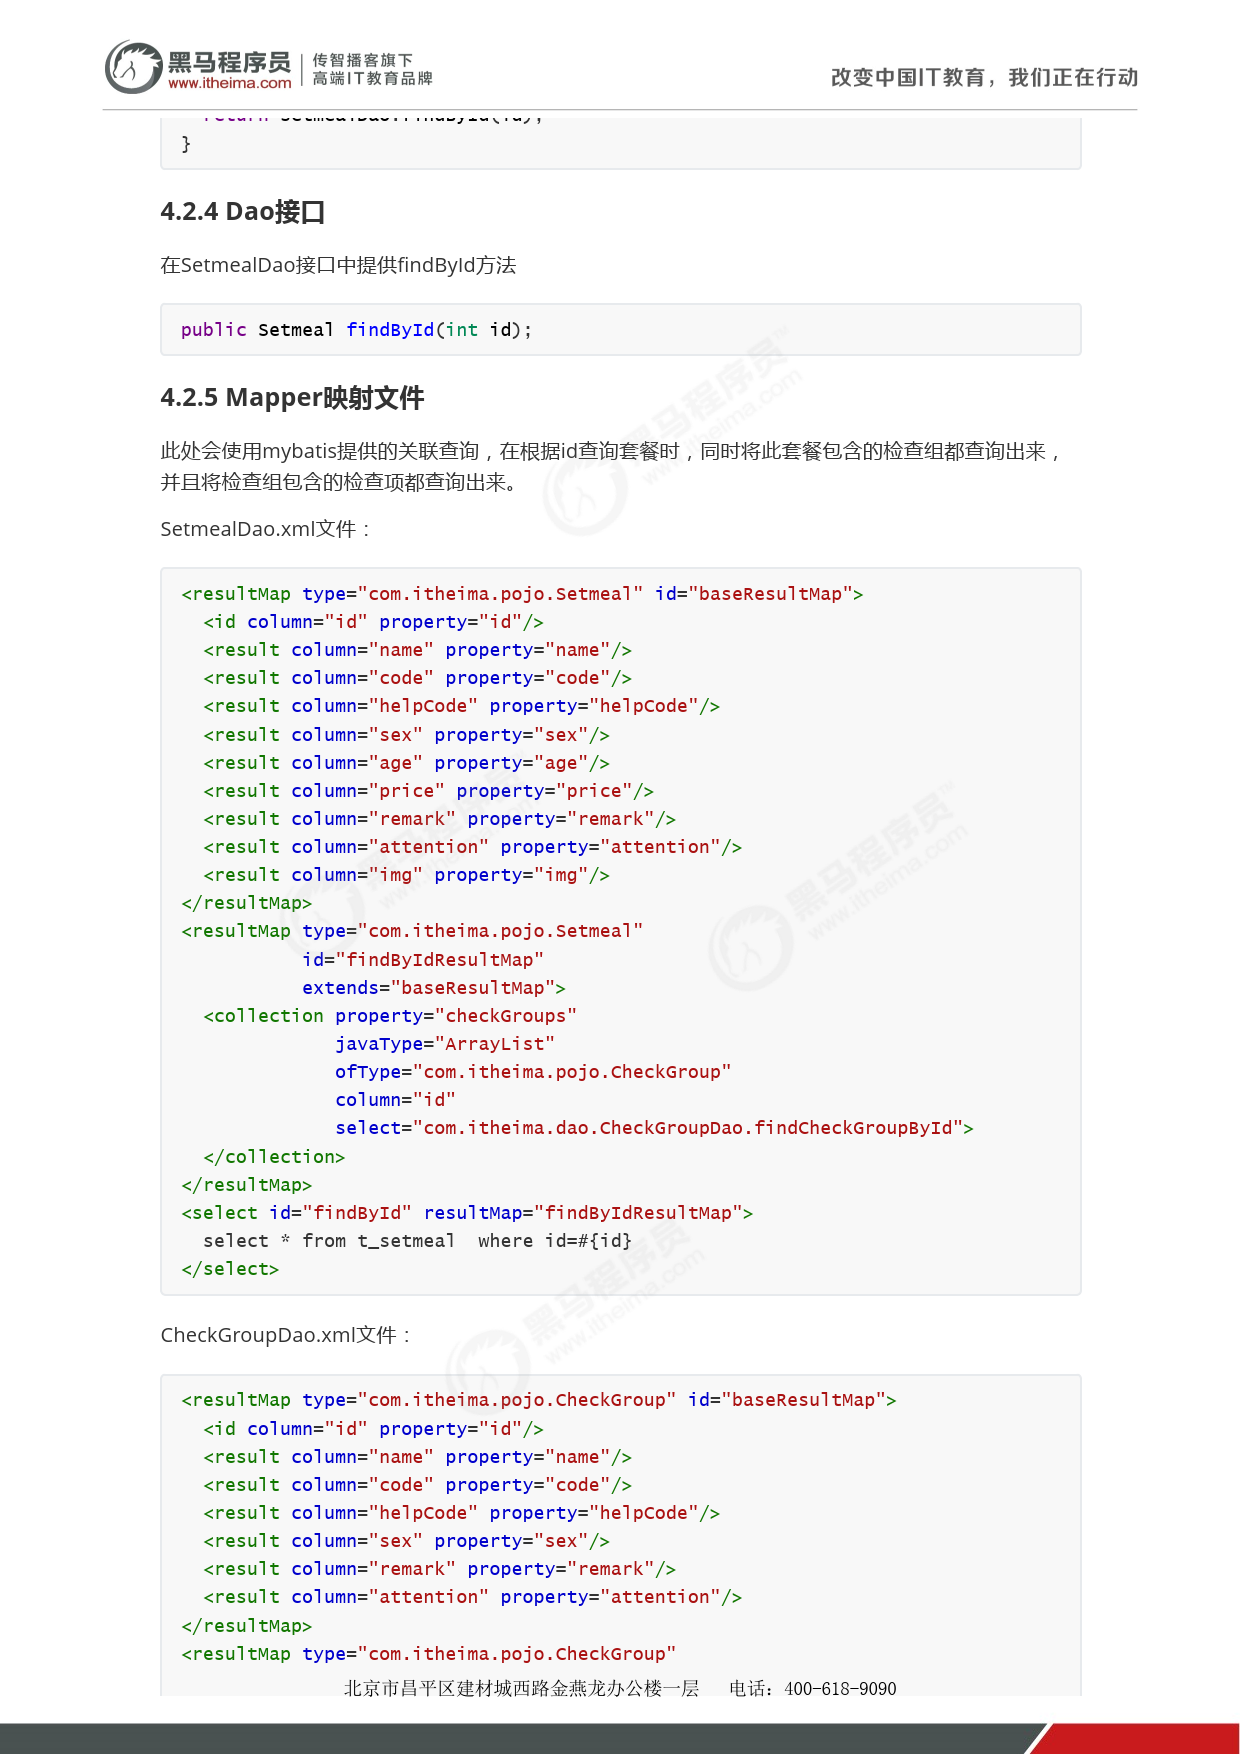 黑马程序员
www.itheima.com
传智播客旗下
高端IT教育品牌
改变中国IT教育，我们正在行动
return setmealDao.findById(id);
}
4.2.4 Dao接口
在SetmealDao接口中提供findById方法
public Setmeal findById(int id);
4.2.5 Mapper映射文件
此处会使用mybatis提供的关联查询，在根据id查询套餐时，同时将此套餐包含的检查组都查询出来，
并且将检查组包含的检查项都查询出来。
SetmealDao.xml文件：
<resultMap type="com.itheima.pojo.Setmeal" id="baseResultMap">
  <id column="id" property="id"/>
  <result column="name" property="name"/>
  <result column="code" property="code"/>
  <result column="helpCode" property="helpCode"/>
  <result column="sex" property="sex"/>
  <result column="age" property="age"/>
  <result column="price" property="price"/>
  <result column="remark" property="remark"/>
  <result column="attention" property="attention"/>
  <result column="img" property="img"/>
</resultMap>
<resultMap type="com.itheima.pojo.Setmeal"
           id="findByIdResultMap"
           extends="baseResultMap">
  <collection property="checkGroups"
              javaType="ArrayList"
              ofType="com.itheima.pojo.CheckGroup"
              column="id"
              select="com.itheima.dao.CheckGroupDao.findCheckGroupById">
  </collection>
</resultMap>
<select id="findById" resultMap="findByIdResultMap">
  select * from t_setmeal  where id=#{id}
</select>
CheckGroupDao.xml文件：
<resultMap type="com.itheima.pojo.CheckGroup" id="baseResultMap">
  <id column="id" property="id"/>
  <result column="name" property="name"/>
  <result column="code" property="code"/>
  <result column="helpCode" property="helpCode"/>
  <result column="sex" property="sex"/>
  <result column="remark" property="remark"/>
  <result column="attention" property="attention"/>
</resultMap>
<resultMap type="com.itheima.pojo.CheckGroup"
北京市昌平区建材城西路金燕龙办公楼一层 电话：400-618-9090